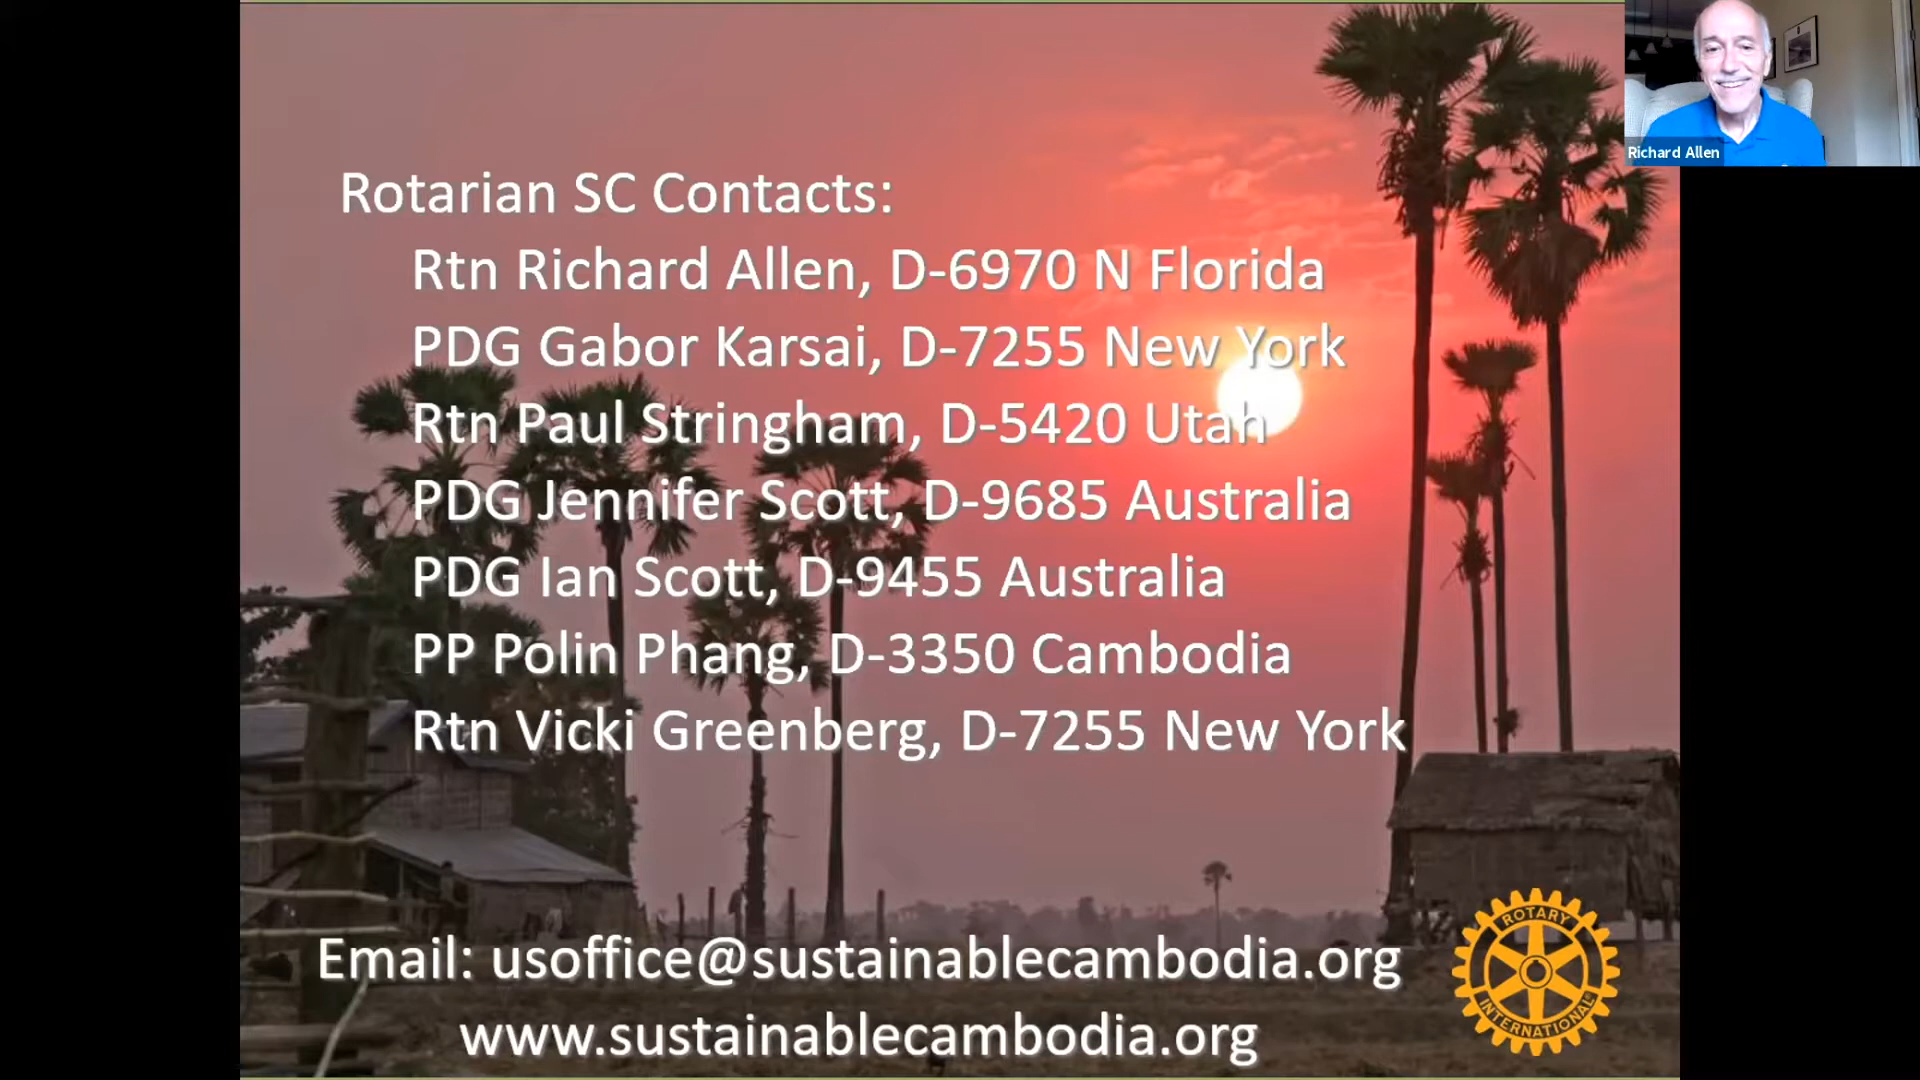 Rotarian SC Contacts:
Rtn Richard Allen, D-6970 N Florida
PDG Gabor Karsai, D-7255 New York
Rtn Paul Stringham, D-5420 Utah
PDG Jennifer Scott, D-9685 Australia
PDG Ian Scott, D-9455 Australia
PP Polin Phang, D-3350 Cambodia
Rtn Vicki Greenberg, D-7255 New York
Email: usoffice@sustainablecambodia.org
www.sustainablecambodia.org
Richard Allen
ROTARY
INTERNATIONAL